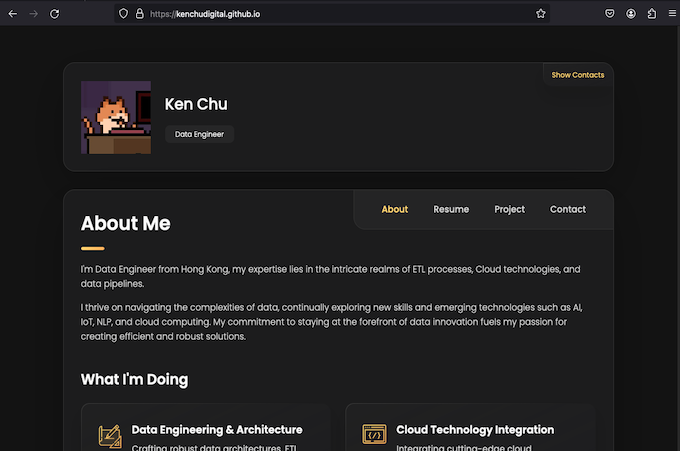 https://kenchudigital.github.io
Show Contacts
Ken Chu
Data Engineer
About
Resume
Project
Contact
About Me
I'm Data Engineer from Hong Kong, my expertise lies in the intricate realms of ETL processes, Cloud technologies, and
data pipelines.
I thrive on navigating the complexities of data, continually exploring new skills and emerging technologies such as AI,
IoT, NLP, and cloud computing. My commitment to staying at the forefront of data innovation fuels my passion for
creating efficient and robust solutions.
What I'm Doing
Data Engineering & Architecture
Crafting robust data architectures, ETL
Cloud Technology Integration
Integrating cutting-edge cloud